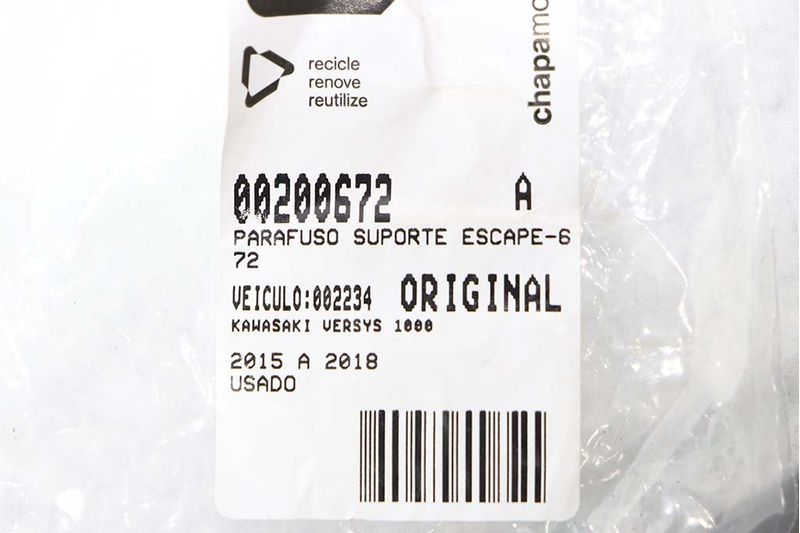 recicle
renove
reutilize
chapamo
00200672 A
PARAFUSO SUPORTE ESCAPE-6
72
VEICULO:002234 ORIGINAL
KAWASAKI VERSYS 1000
2015 A 2018
USADO